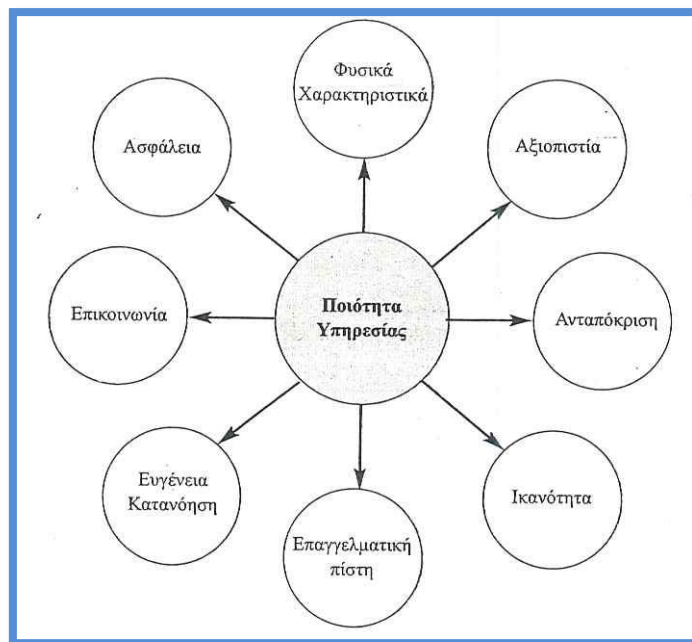 Φυσικά
Χαρακτηριστικά
Ασφάλεια
Αξιοπιστία
Επικοινωνία
Ποιότητα
Υπηρεσίας
Ανταπόκριση
Ευγένεια
Κατανόηση
Ικανότητα
Επαγγελματική
πίστη